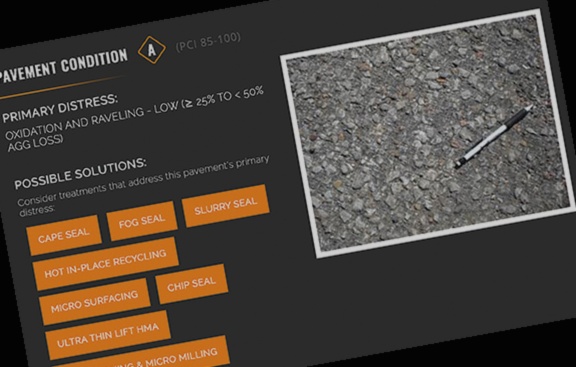 PAVEMENT CONDITION A (PCI 85-100)
PRIMARY DISTRESS:
OXIDATION AND RAVELING - LOW (≥ 25% TO < 50%
AGG LOSS)
POSSIBLE SOLUTIONS:
Consider treatments that address this pavement's primary
distress:
CAPE SEAL FOG SEAL SLURRY SEAL
HOT IN-PLACE RECYCLING
MICRO SURFACING CHIP SEAL
ULTRA THIN LIFT HMA
& MICRO MILLING